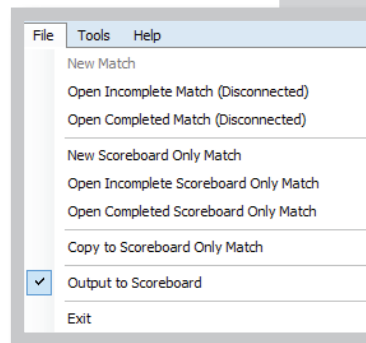 File Tools Help
New Match
Open Incomplete Match (Disconnected)
Open Completed Match (Disconnected)
New Scoreboard Only Match
Open Incomplete Scoreboard Only Match
Open Completed Scoreboard Only Match
Copy to Scoreboard Only Match
Output to Scoreboard
Exit